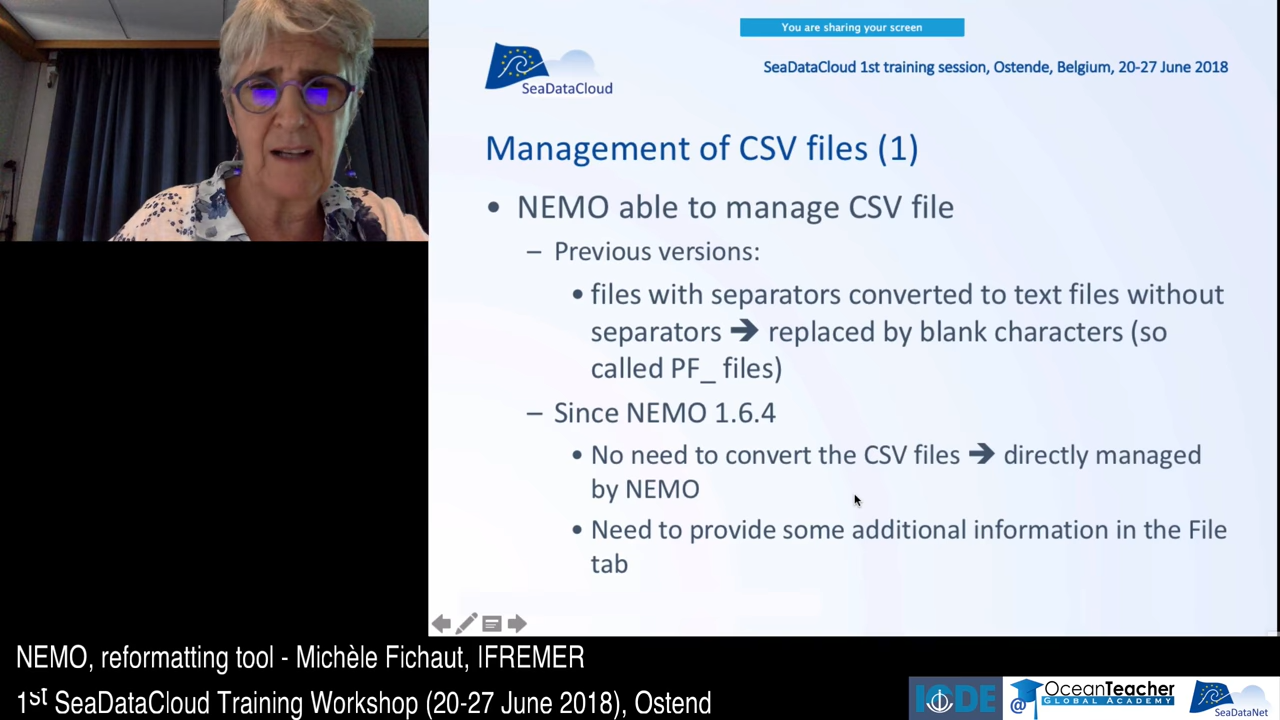 You are sharing your screen
SeaDataCloud
SeaDataCloud 1st training session, Ostende, Belgium, 20-27 June 2018
Management of CSV files (1)
• NEMO able to manage CSV file
– Previous versions:
• files with separators converted to text files without
separators ➔ replaced by blank characters (so
called PF_ files)
– Since NEMO 1.6.4
• No need to convert the CSV files ➔ directly managed
by NEMO
• Need to provide some additional information in the File
tab
NEMO, reformatting tool - Michèle Fichaut, IFREMER
1st SeaDataCloud Training Workshop (20-27 June 2018), Ostend
IODE
@
OceanTeacher
GLOBAL ACADEMY
SeaDataNet